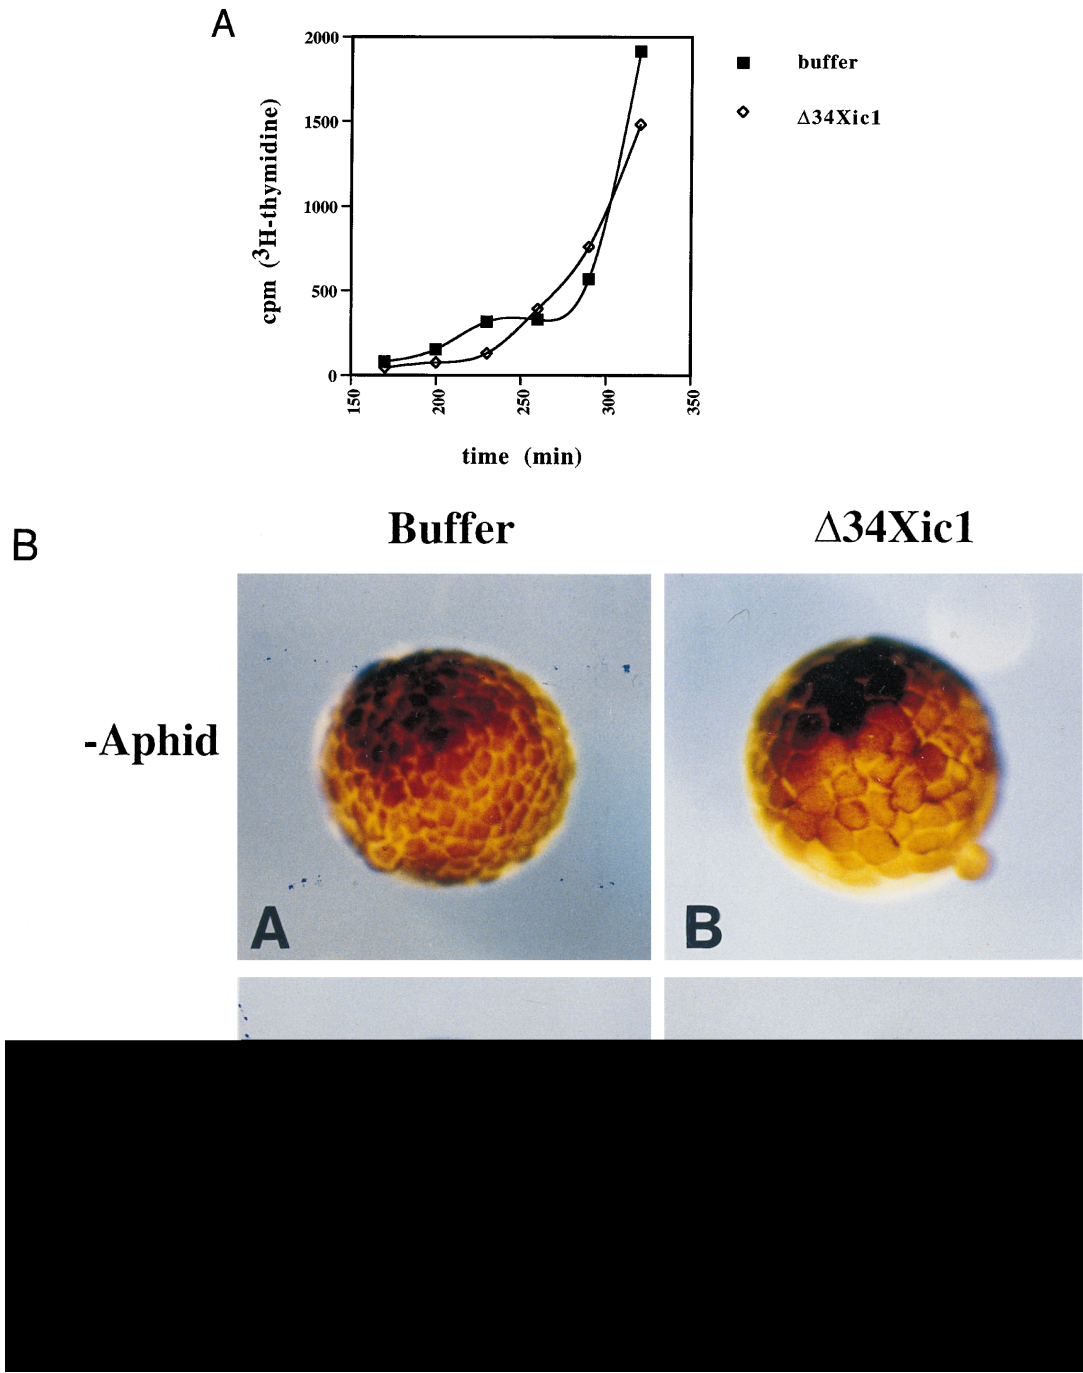 A
2000
1500
1000
500
0
cpm (³H-thymidine)
150
200
250
300
350
time (min)
buffer
Δ34Xic1
B
Buffer
Δ34Xic1
-Aphid
A
B